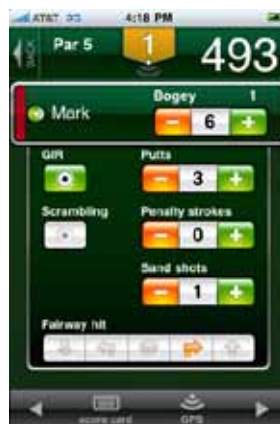 AT&T 3G 4:18 PM
BACK
Par 5
1
493
Mark
Bogey 1
6
GIR
Putts
3
Scrambling
Penalty strokes
0
Sand shots
1
Fairway hit
score card
GPS